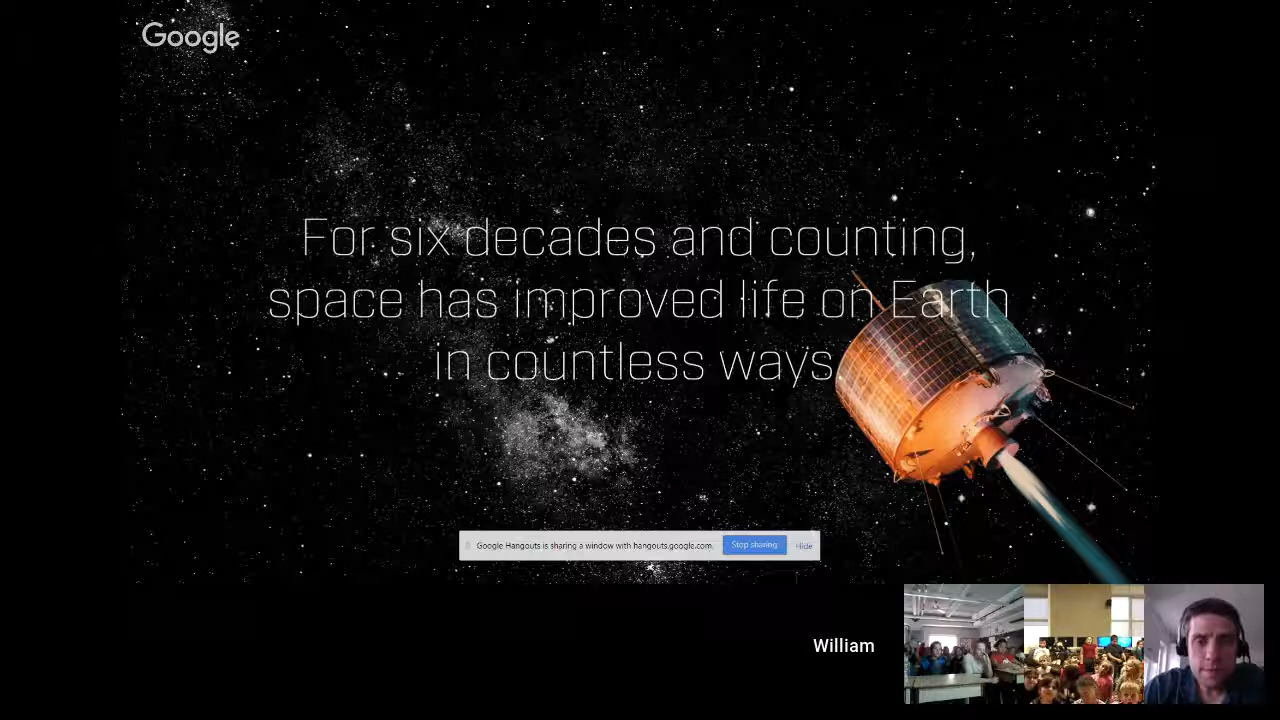 Google
For six decades and counting,
space has improved life on Earth
in countless ways
Google Hangouts is sharing a window with hangouts.google.com. Stop sharing Hide
William